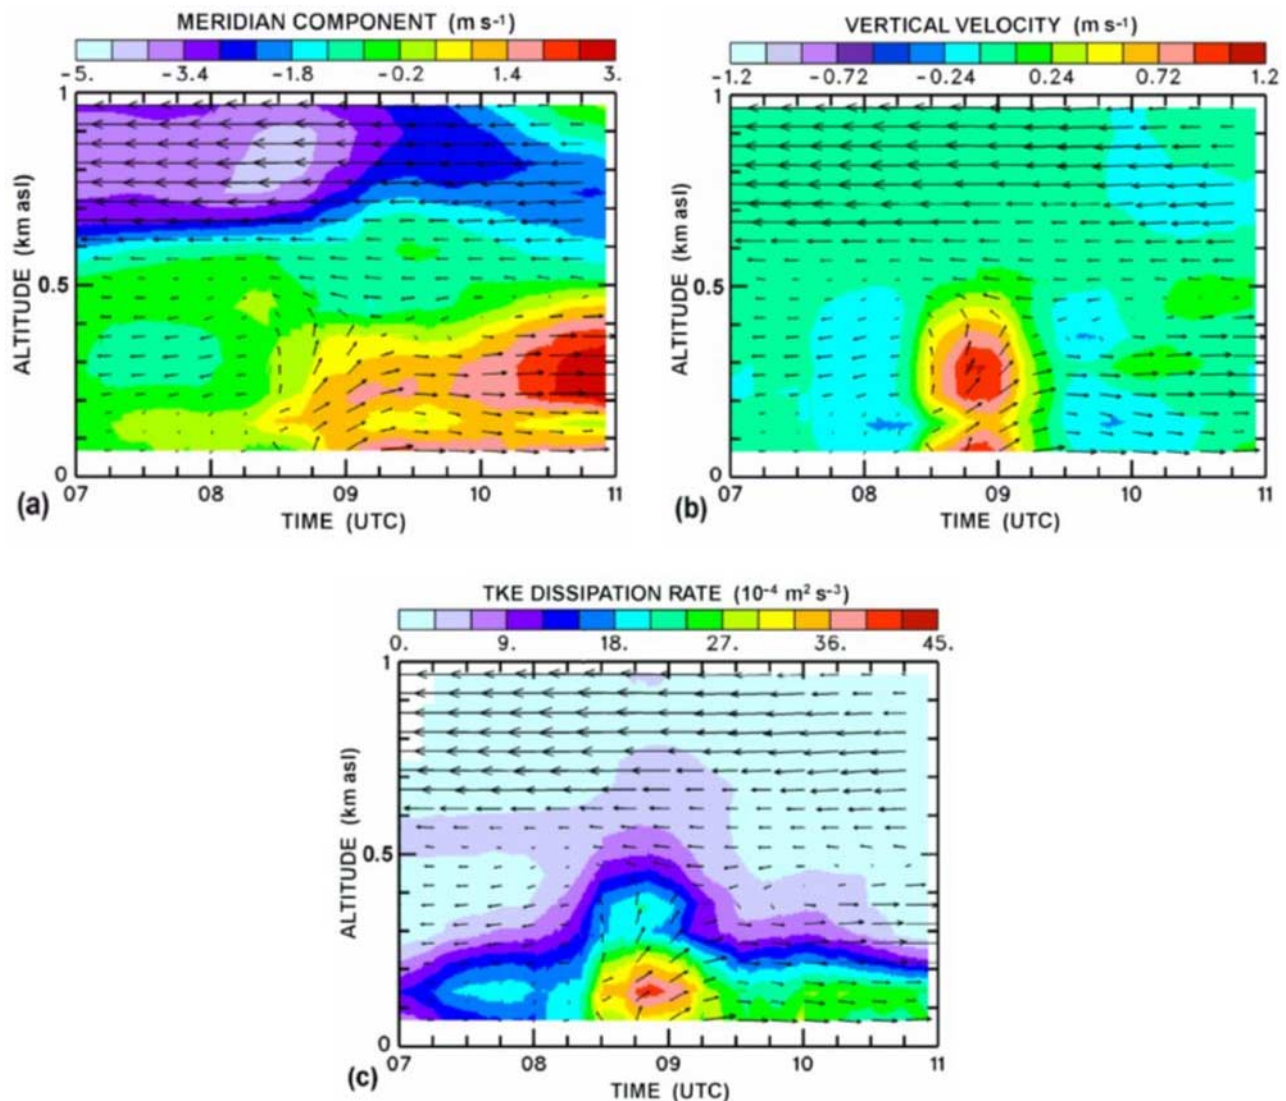 MERIDIAN COMPONENT (m s-1)
-5. -3.4 -1.8 -0.2 1.4 3.
1
0.5
0
ALTITUDE (km asl)
07 08 09 10 11
TIME (UTC)
(a)
VERTICAL VELOCITY (m s-1)
-1.2 -0.72 -0.24 0.24 0.72 1.2
1
0.5
0
ALTITUDE (km asl)
07 08 09 10 11
TIME (UTC)
(b)
TKE DISSIPATION RATE (10-4 m2 s-3)
0. 9. 18. 27. 36. 45.
1
0.5
0
ALTITUDE (km asl)
07 08 09 10 11
TIME (UTC)
(c)